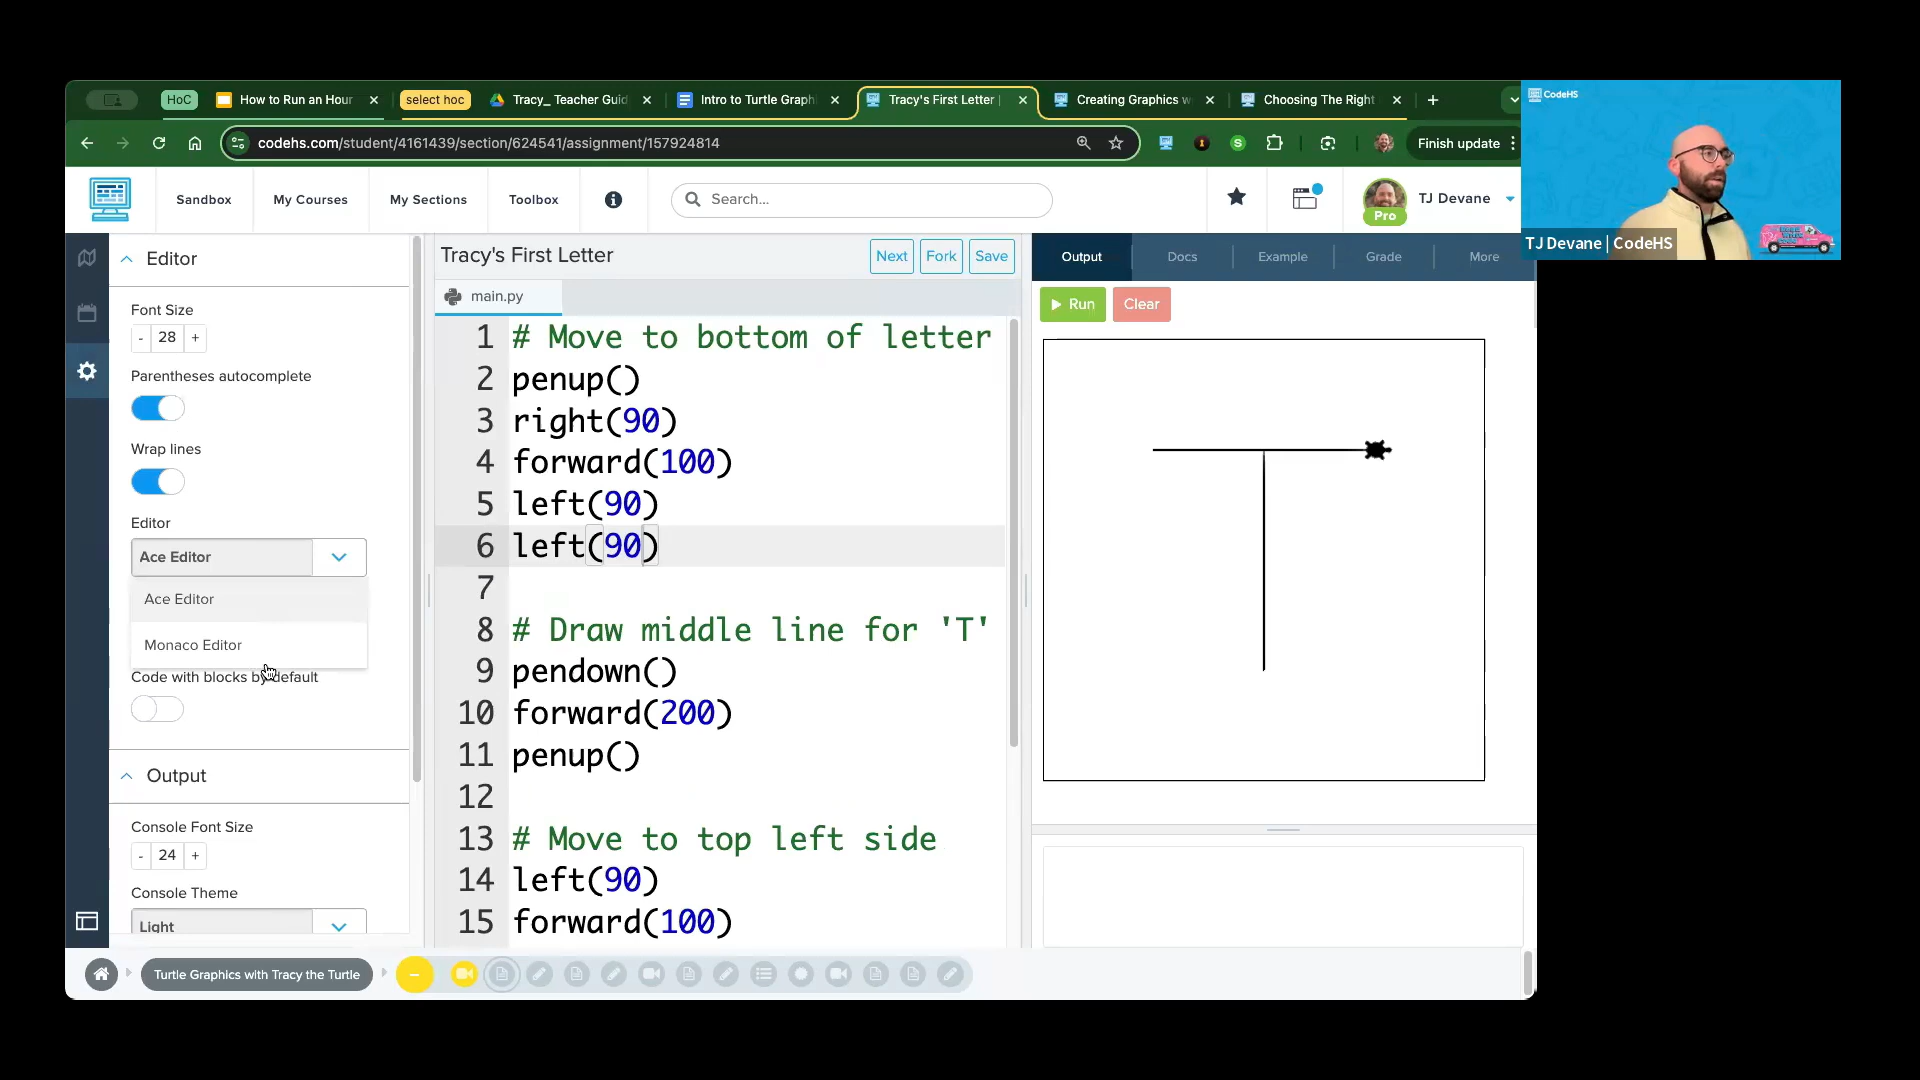 HoC
How to Run an Hour
select hoc
Tracy_ Teacher Guid
Intro to Turtle Graph
Tracy's First Letter |
Creating Graphics w
Choosing The Right
codehs.com/student/4161439/section/624541/assignment/157924814
Finish update
CodeHS
TJ Devane | CodeHS
Sandbox
My Courses
My Sections
Toolbox
Search...
Pro
TJ Devane
Editor
Font Size
- 28 +
Parentheses autocomplete
Wrap lines
Editor
Ace Editor
Ace Editor
Monaco Editor
Code with blocks by default
Output
Console Font Size
- 24 +
Console Theme
Light
Tracy's First Letter
Next
Fork
Save
main.py
1 # Move to bottom of letter
2 penup()
3 right(90)
4 forward(100)
5 left(90)
6 left(90)
7
8 # Draw middle line for 'T'
9 pendown()
10 forward(200)
11 penup()
12
13 # Move to top left side
14 left(90)
15 forward(100)
Output
Docs
Example
Grade
More
Run
Clear
Turtle Graphics with Tracy the Turtle